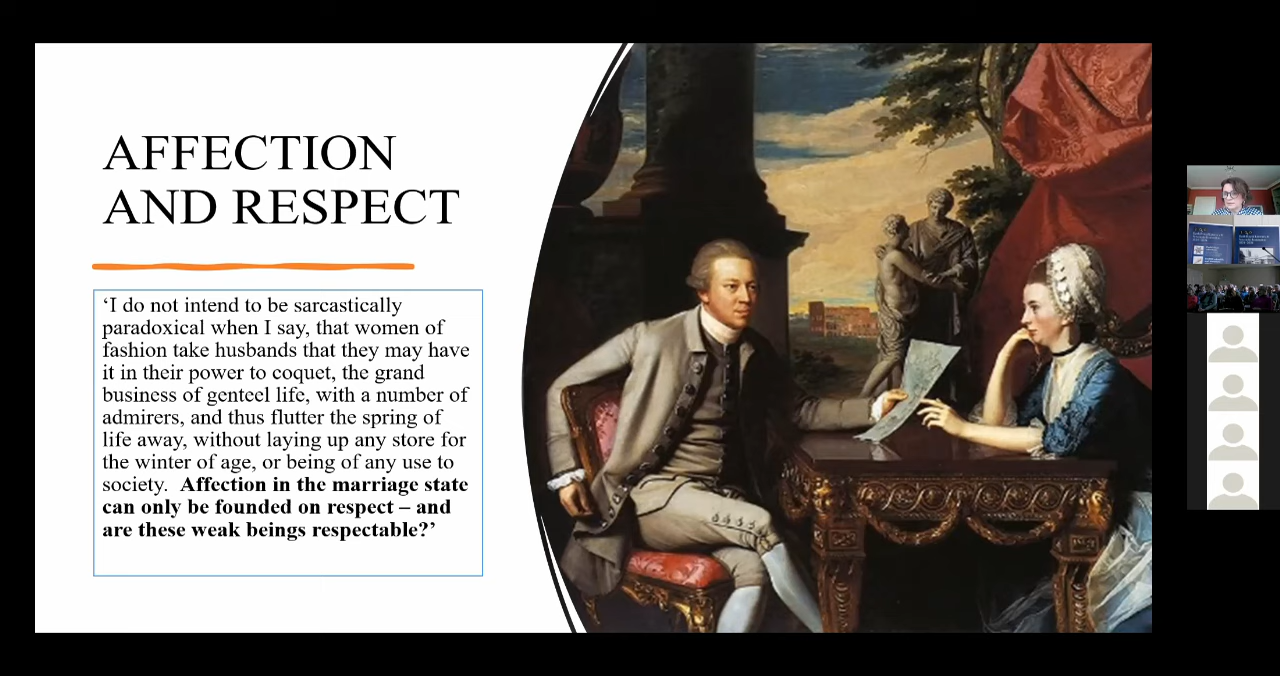 AFFECTION
AND RESPECT
‘I do not intend to be sarcastically
paradoxical when I say, that women of
fashion take husbands that they may have
it in their power to coquet, the grand
business of genteel life, with a number of
admirers, and thus flutter the spring of
life away, without laying up any store for
the winter of age, or being of any use to
society.  Affection in the marriage state
can only be founded on respect – and
are these weak beings respectable?’